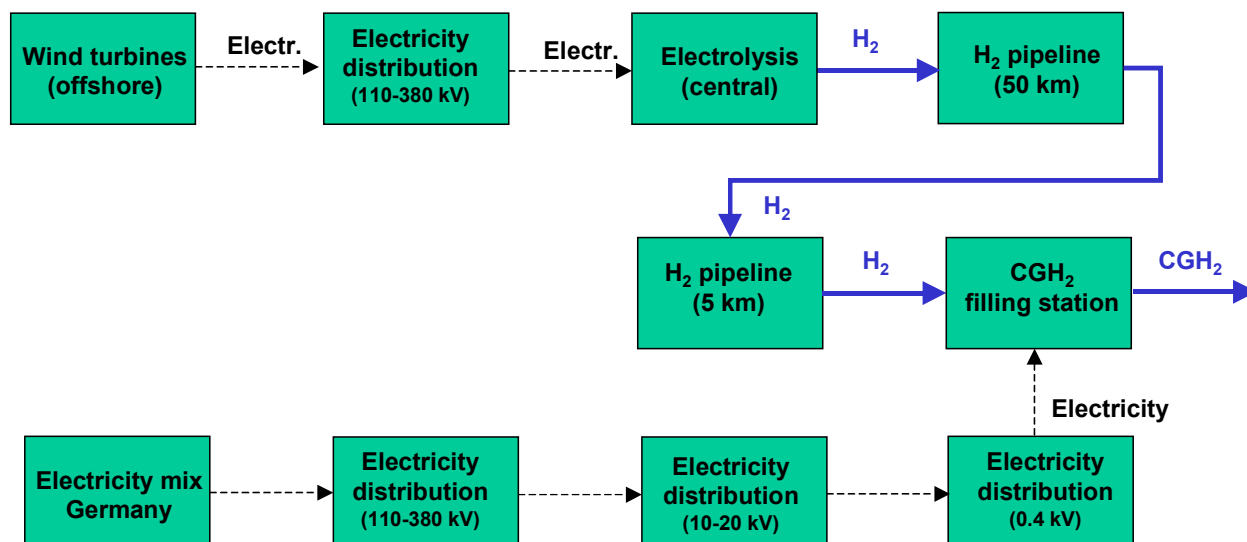 Wind turbines
(offshore)
Electr.
Electricity
distribution
(110-380 kV)
Electr.
Electrolysis
(central)
H₂
H₂ pipeline
(50 km)
H₂
H₂ pipeline
(5 km)
H₂
CGH₂
filling station
CGH₂
Electricity
Electricity mix
Germany
Electricity
distribution
(110-380 kV)
Electricity
distribution
(10-20 kV)
Electricity
distribution
(0.4 kV)